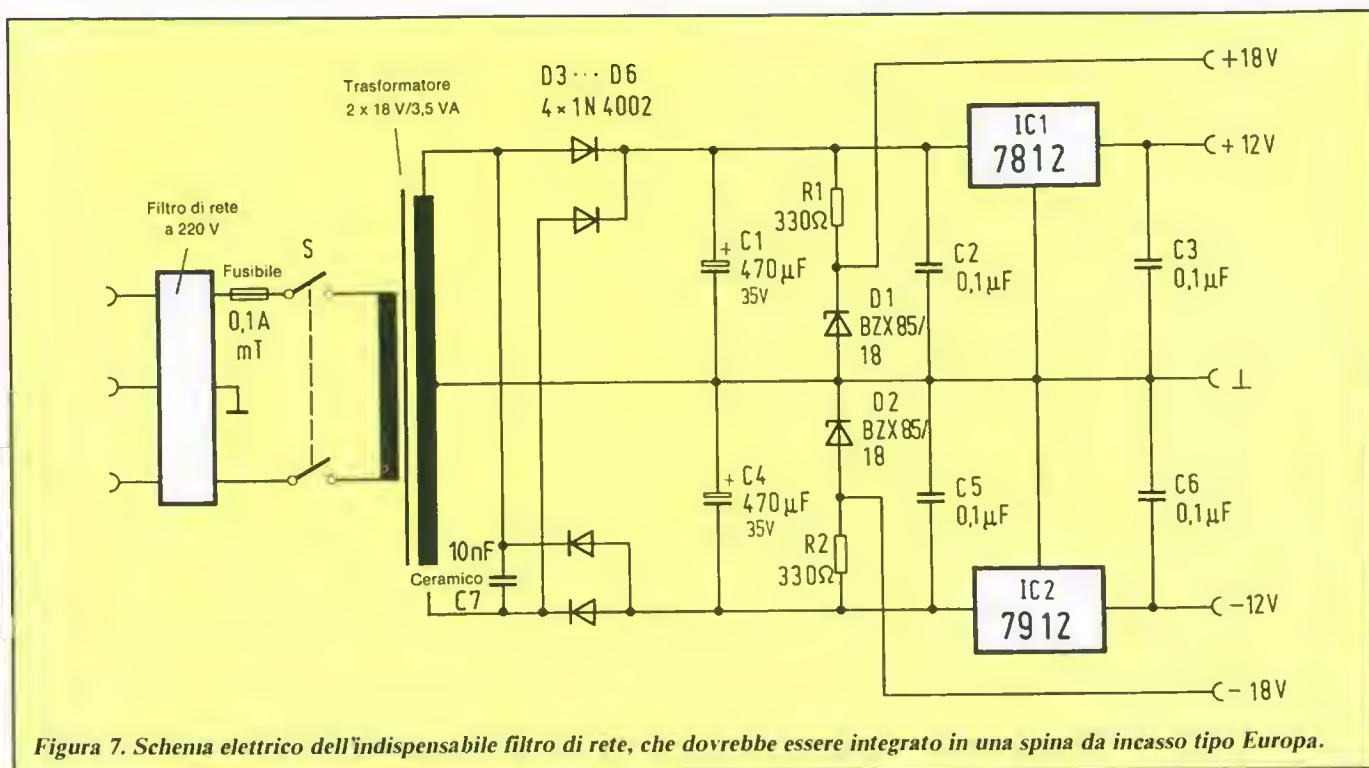 Trasformatore
2 x 18 V/3,5 VA
D3 ··· D6
4 × 1N 4002
Filtro di rete
a 220 V
Fusibile
0,1A
mT
S
10nF
Ceramico
C7
+
C1
470µF
35V
+
C4
470µF
35V
R1
330Ω
D1
BZX85/
18
D2
BZX85/
18
R2
330Ω
C2
0,1µF
C5
0,1µF
IC1
7812
IC2
7912
C3
0,1µF
C6
0,1µF
+18V
+12V
⊥
-12V
- 18V
Figura 7. Schema elettrico dell'indispensabile filtro di rete, che dovrebbe essere integrato in una spina da incasso tipo Europa.